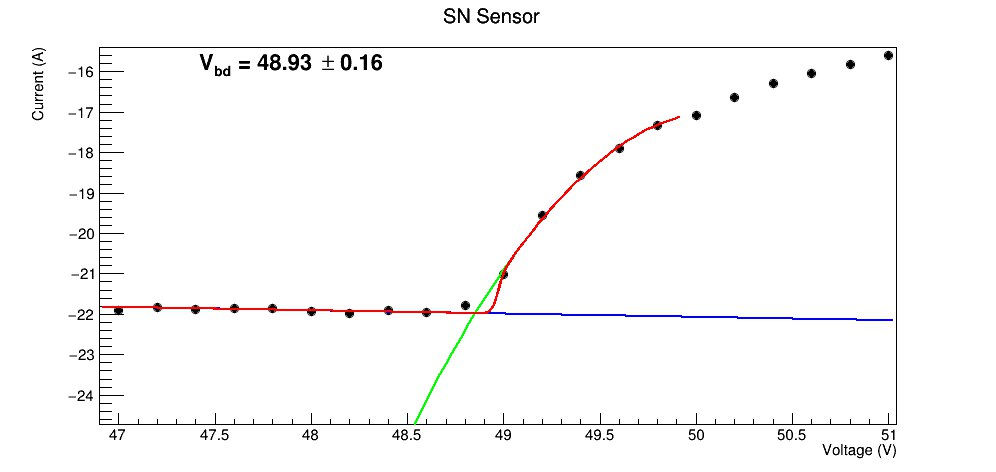 SN Sensor
V_bd = 48.93 ± 0.16
Current (A)
−16
−17
−18
−19
−20
−21
−22
−23
−24
47 47.5 48 48.5 49 49.5 50 50.5 51
Voltage (V)